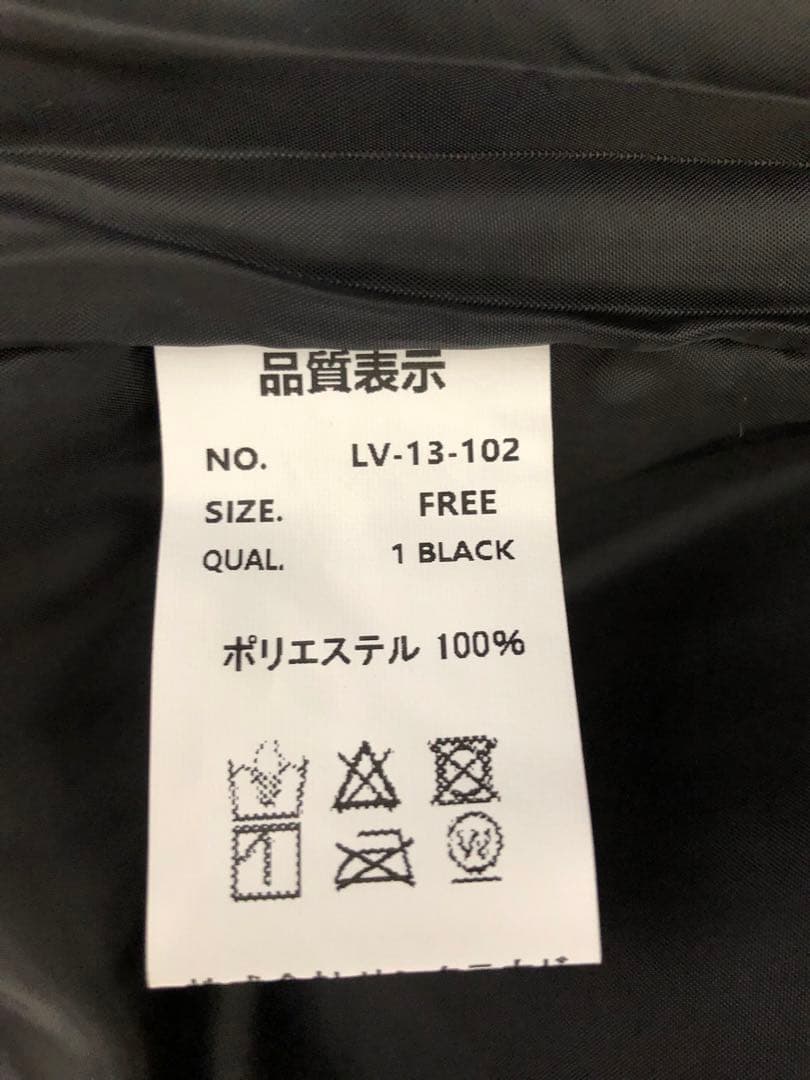 品質表示
NO. LV-13-102
SIZE. FREE
QUAL. 1 BLACK
ポリエステル 100%
W